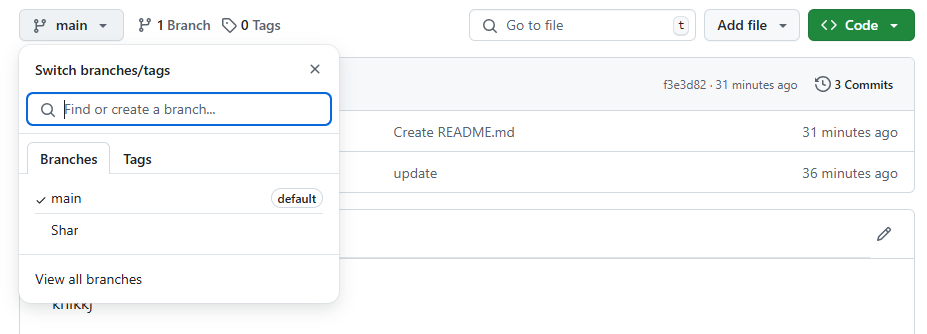 main 1 Branch 0 Tags Go to file t Add file Code
Switch branches/tags
f3e3d82 · 31 minutes ago 3 Commits
Find or create a branch...
Create README.md 31 minutes ago
Branches Tags
update 36 minutes ago
main default
Shar
View all branches